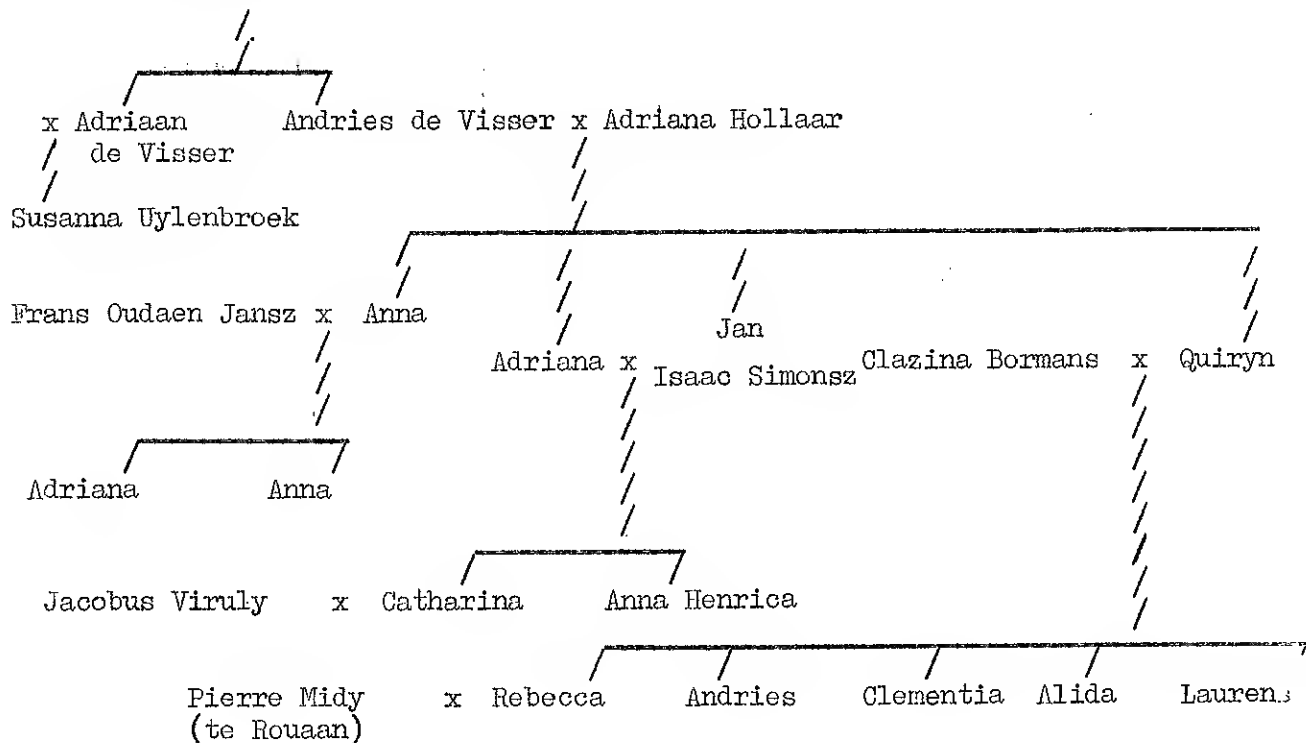 x Adriaan Andries de Visser x Adriana Hollaar
de Visser
Susanna Uylenbroek
Frans Oudaen Jansz x Anna
Jan
Adriana x Isaac Simonsz Clazina Bormans x Quiryn
Adriana Anna
Jacobus Viruly x Catharina Anna Henrica
Pierre Midy x Rebecca Andries Clementia Alida Laurens
(te Rouaan)